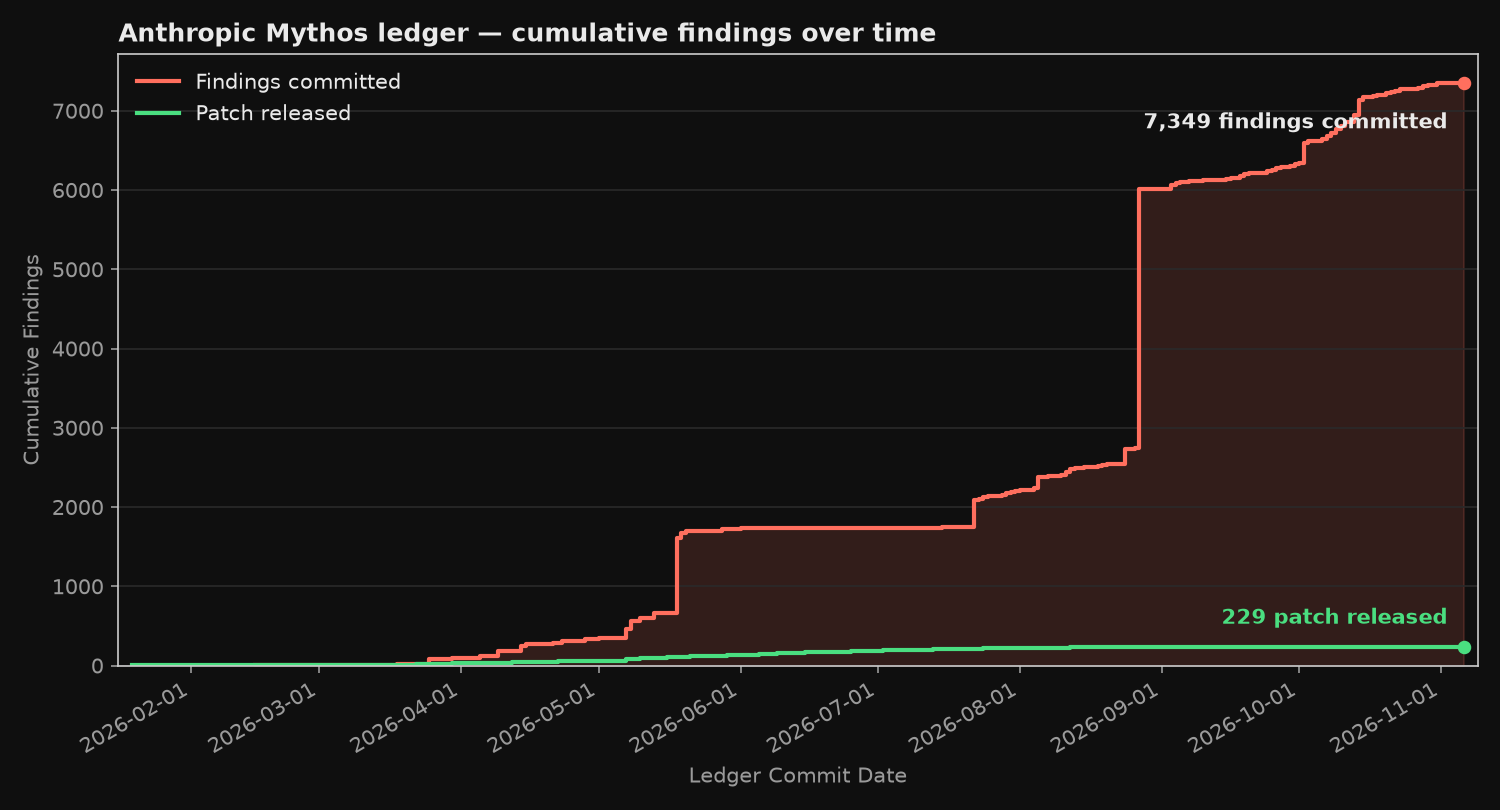 Anthropic Mythos ledger — cumulative findings over time
Findings committed
Patch released
7,349 findings committed
229 patch released
Cumulative Findings
7000
6000
5000
4000
3000
2000
1000
0
2026-02-01
2026-03-01
2026-04-01
2026-05-01
2026-06-01
2026-07-01
2026-08-01
2026-09-01
2026-10-01
2026-11-01
Ledger Commit Date